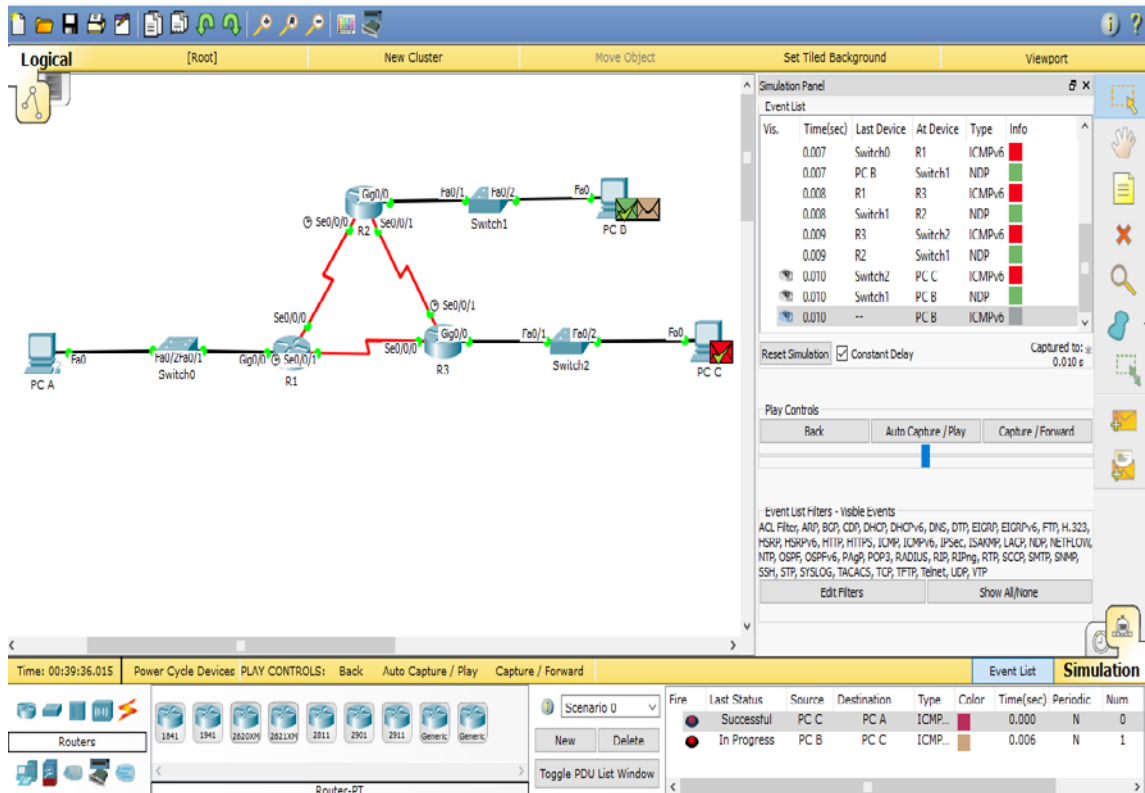 Logical [Root] New Cluster Move Object Set Tiled Background Viewport
Simulation Panel
Event List
Vis. Time(sec) Last Device At Device Type Info
0.007 Switch0 R1 ICMPv6
0.007 PC B Switch1 NDP
0.008 R1 R3 ICMPv6
0.008 Switch1 R2 NDP
0.009 R3 Switch2 ICMPv6
0.009 R2 Switch1 NDP
0.010 Switch2 PC C ICMPv6
0.010 Switch1 PC B NDP
0.010 -- PC B ICMPv6
Reset Simulation Constant Delay Captured to:
0.010 s
Play Controls
Back Auto Capture / Play Capture / Forward
Event List Filters - Visible Events
ACL Filter, ARP, BGP, CDP, DHCP, DHCPv6, DNS, DTP, EIGRP, EIGRPv6, FTP, H.323,
HSRP, HSRPv6, HTTP, HTTPS, ICMP, ICMPv6, IPSec, ISAKMP, LACP, NDP, NETFLOW,
NTP, OSPF, OSPFv6, PAgP, POP3, RADIUS, RIP, RIPng, RTP, SCCP, SMTP, SNMP,
SSH, STP, SYSLOG, TACACS, TCP, TFTP, Telnet, UDP, VTP
Edit Filters Show All/None
Gig0/0 Fa0/1 Fa0/2 Fa0
Se0/0/0 R2 Se0/0/1 Switch1 PC B
Se0/0/1
Se0/0/0
Gig0/0 Fa0/1 Fa0/2 Fa0
Fa0 Fa0/2 Fa0/1 Gig0/0 Se0/0/1 Se0/0/0
PC A Switch0 R1 R3 Switch2 PC C
Time: 00:39:36.015 Power Cycle Devices PLAY CONTROLS: Back Auto Capture / Play Capture / Forward Event List Simulation
Routers
1841 1941 2620XM 2621XM 2811 2901 2911 Generic Generic
Router-PT
Scenario 0
New Delete
Toggle PDU List Window
Fire Last Status Source Destination Type Color Time(sec) Periodic Num
Successful PC C PC A ICMP... 0.000 N 0
In Progress PC B PC C ICMP... 0.006 N 1